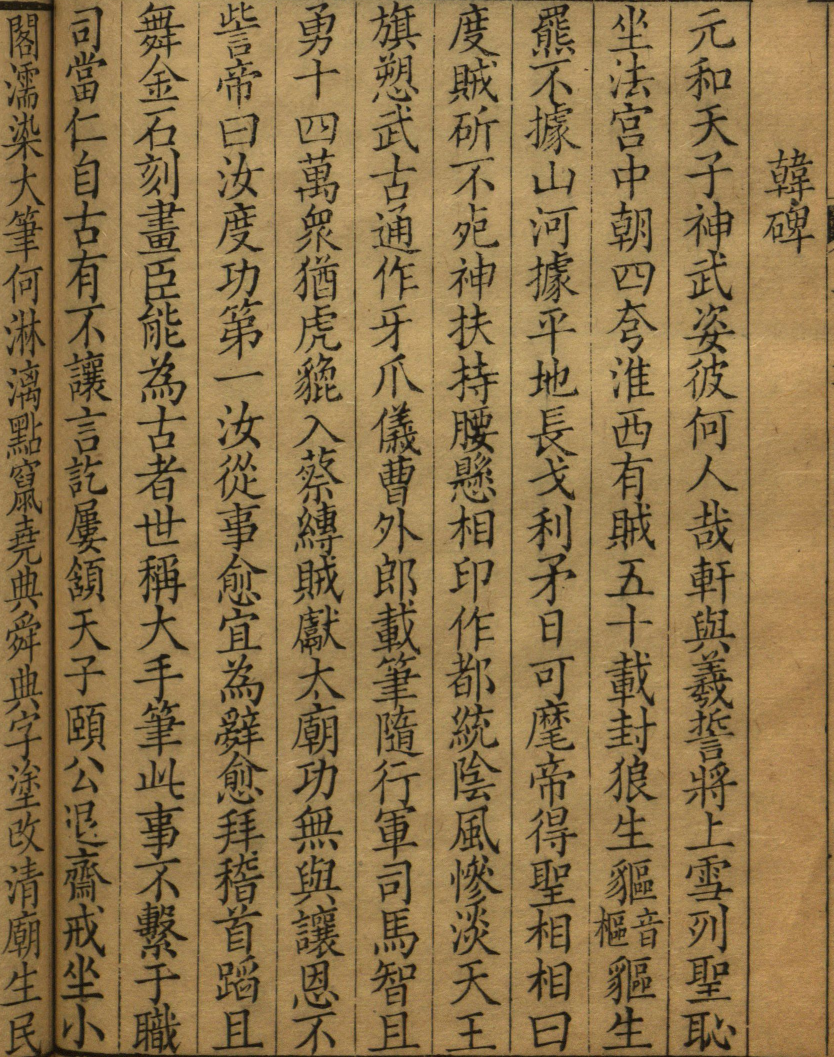 韓碑
元和天子神武姿彼何人哉軒與羲誓將上雪列聖恥
坐法宮中朝四夸淮西有賊五十載封狼生貙音樞貙生
羆不據山河據平地長戈利矛日可麾帝得聖相相曰
度賊斫不死神扶持腰懸相印作都統陰風慘淡天王
旗愬武古通作牙爪儀曹外郎載筆隨行軍司馬智且
勇十四萬衆猶虎貔入蔡縛賊獻太廟功無與讓恩不
訾帝曰汝度功第一汝從事愈宜為辭愈拜稽首蹈且
舞金石刻畫臣能為古者世稱大手筆此事不繫于職
司當仁自古有不讓言訖屢頷天子頤公退齋戒坐小
閣濡染大筆何淋漓點竄堯典舜典字塗改清廟生民